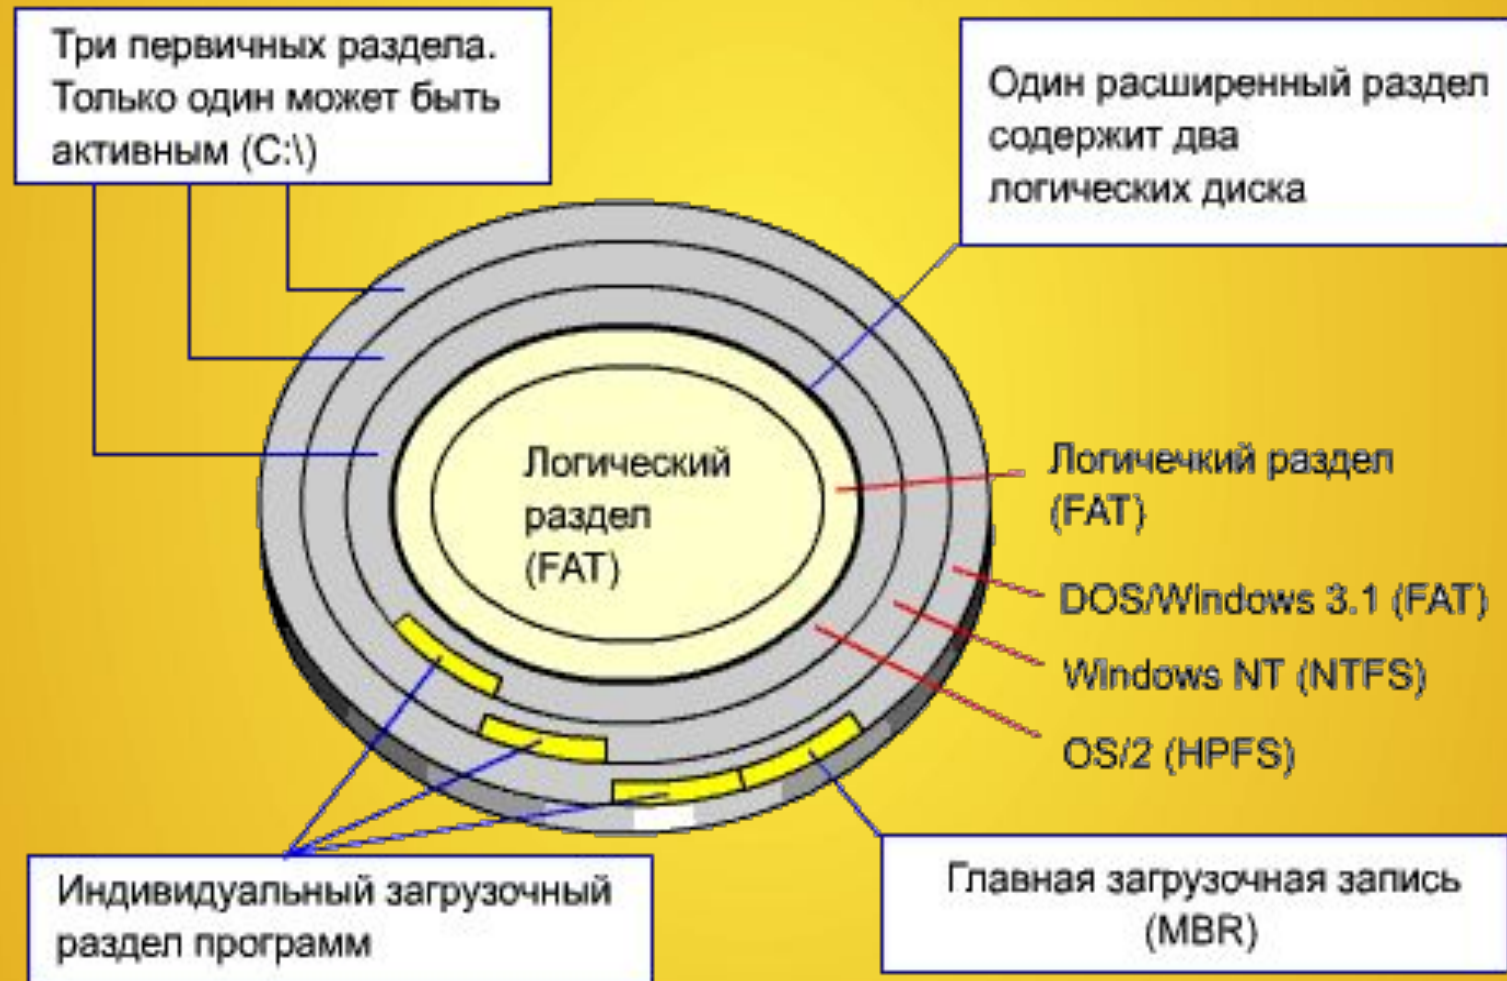 Три первичных раздела.
Только один может быть
активным (C:\)
Один расширенный раздел
содержит два
логических диска
Логический
раздел
(FAT)
Логичечкий раздел
(FAT)
DOS/Windows 3.1 (FAT)
Windows NT (NTFS)
OS/2 (HPFS)
Индивидуальный загрузочный
раздел программ
Главная загрузочная запись
(MBR)